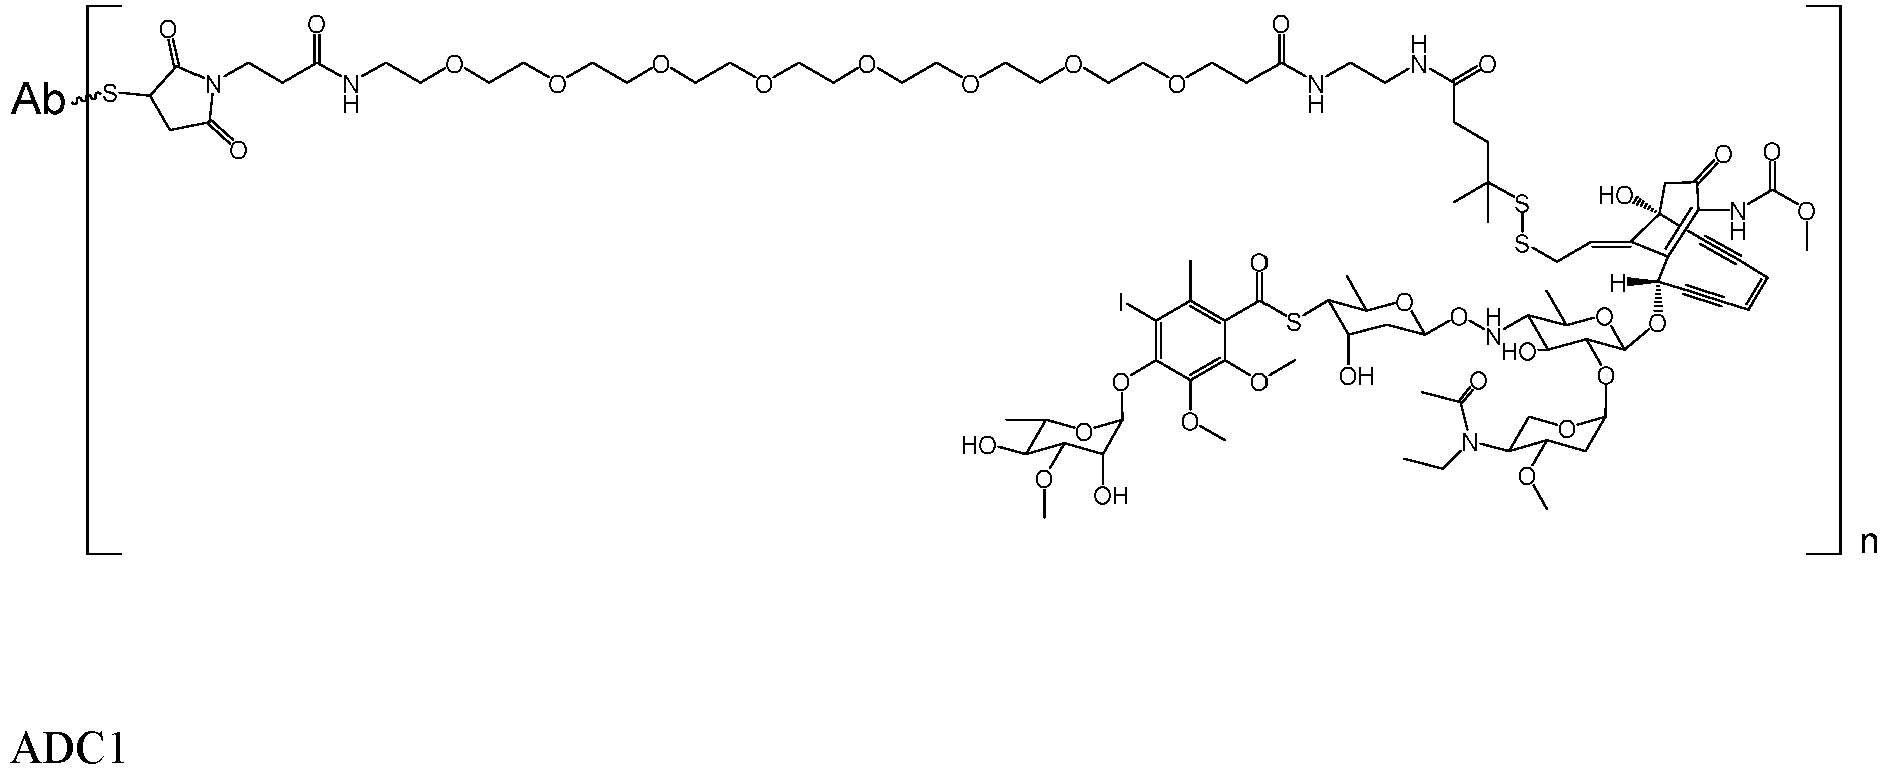 O O O
Ab S N N H O O O O O O O O N H H N O
O
HO O O
S S N H O
H
I O S O O H N O O
HO
O O O OH O O
HO O O N O
O OH O
n
ADC1